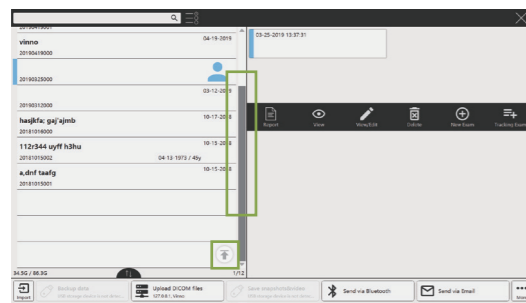 vinno
04-19-2019
20190419000
03-25-2019 13:37:31
20190325000
03-12-2019
20190312000
hasjkfa; gaj'ajmb
10-17-2018
20181016000
112r344 uyff h3hu
10-15-2018
20181015002
04-13-1973 / 45y
a,dnf taafg
10-15-2018
20181015001
Report View View/Edit Delete New Exam Tracking Exam
34.5G / 86.3G
1/12
Import
Backup data
Upload DICOM files
127.0.0.1, Vinno
Save snapshots&video
Send via Bluetooth
Send via Email